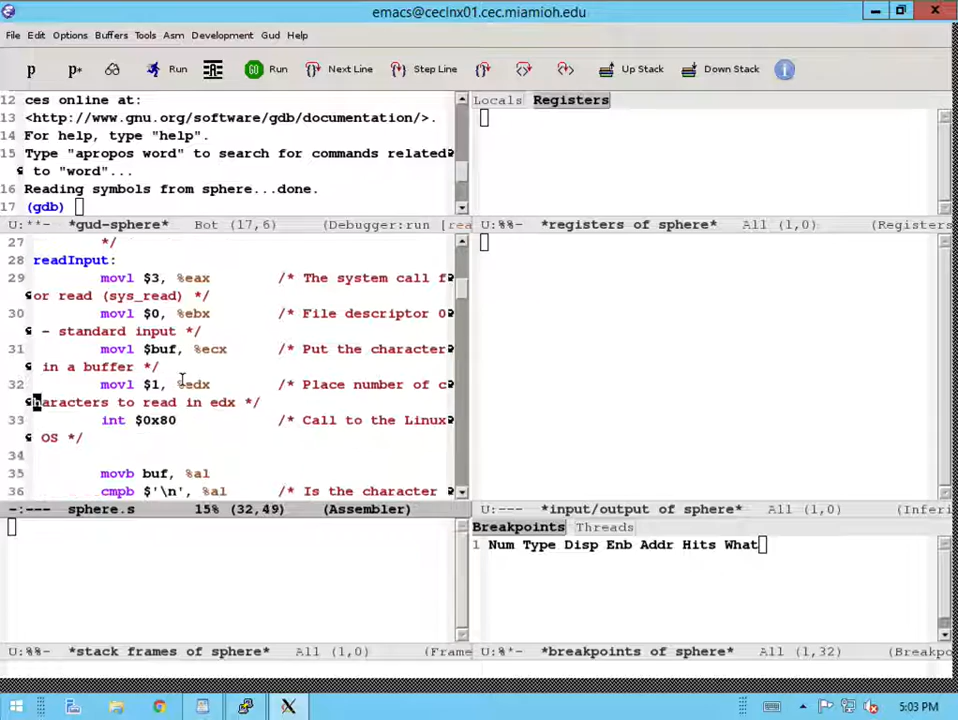 emacs@ceclnx01.cec.miamioh.edu
File Edit Options Buffers Tools Asm Development Gud Help
p p* Run GO Run Next Line Step Line Up Stack Down Stack
12 ces online at:
13 <http://www.gnu.org/software/gdb/documentation/>.
14 For help, type "help".
15 Type "apropos word" to search for commands related
to "word"...
16 Reading symbols from sphere...done.
17 (gdb)
U:**- *gud-sphere* Bot (17,6) (Debugger:run [rea
Locals Registers
U:%%- *registers of sphere* All (1,0) (Registers
27 */
28 readInput:
29 movl $3, %eax /* The system call f
or read (sys_read) */
30 movl $0, %ebx /* File descriptor 0
- standard input */
31 movl $buf, %ecx /* Put the character
in a buffer */
32 movl $1, %edx /* Place number of c
haracters to read in edx */
33 int $0x80 /* Call to the Linux
OS */
34
35 movb buf, %al
36 cmpb $'\n', %al /* Is the character
-:--- sphere.s 15% (32,49) (Assembler)
U:--- *input/output of sphere* All (1,0) (Inferi
Breakpoints Threads
1 Num Type Disp Enb Addr Hits What
U:%%- *stack frames of sphere* All (1,0) (Frame
U:%*- *breakpoints of sphere* All (1,32) (Breakpo
5:03 PM